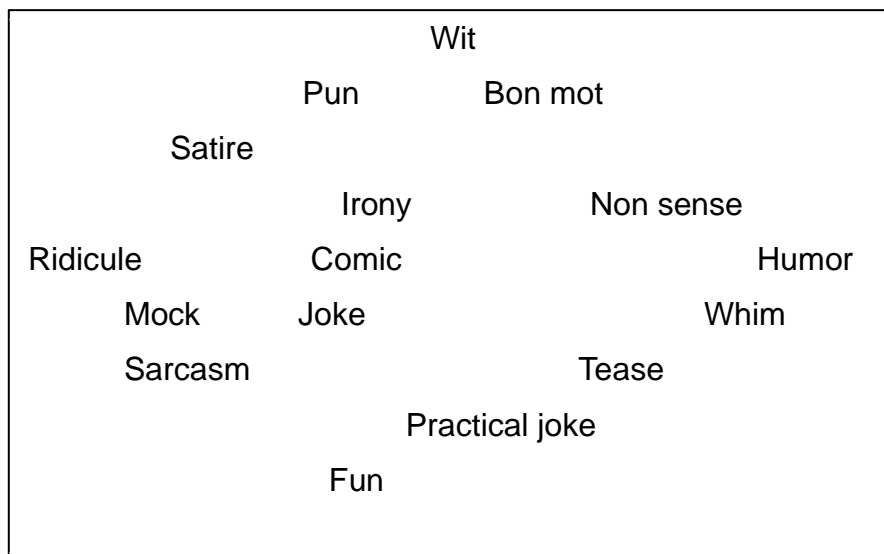 Wit
Pun Bon mot
Satire
Irony Non sense
Ridicule Comic Humor
Mock Joke Whim
Sarcasm Tease
Practical joke
Fun